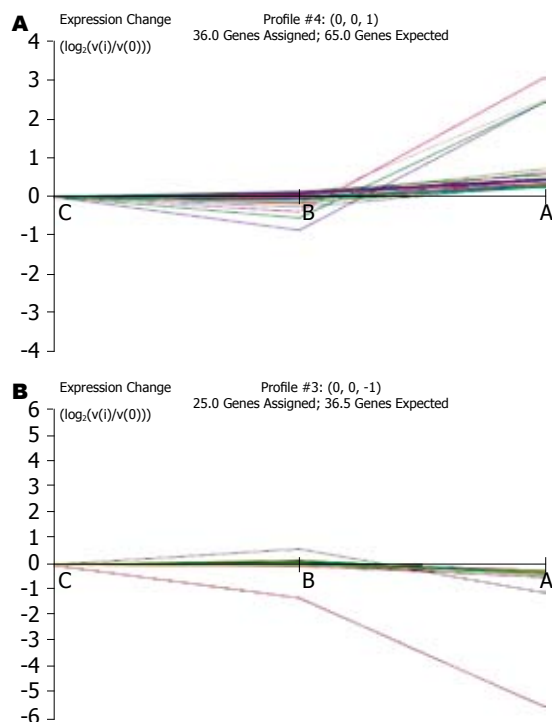 A
Expression Change
Profile #4: (0, 0, 1)
(log₂(v(i)/v(0)))
36.0 Genes Assigned; 65.0 Genes Expected
4
3
2
1
0
-1
-2
-3
-4
C
B
A
B
Expression Change
Profile #3: (0, 0, -1)
(log₂(v(i)/v(0)))
25.0 Genes Assigned; 36.5 Genes Expected
6
5
4
3
2
1
0
-1
-2
-3
-4
-5
-6
C
B
A